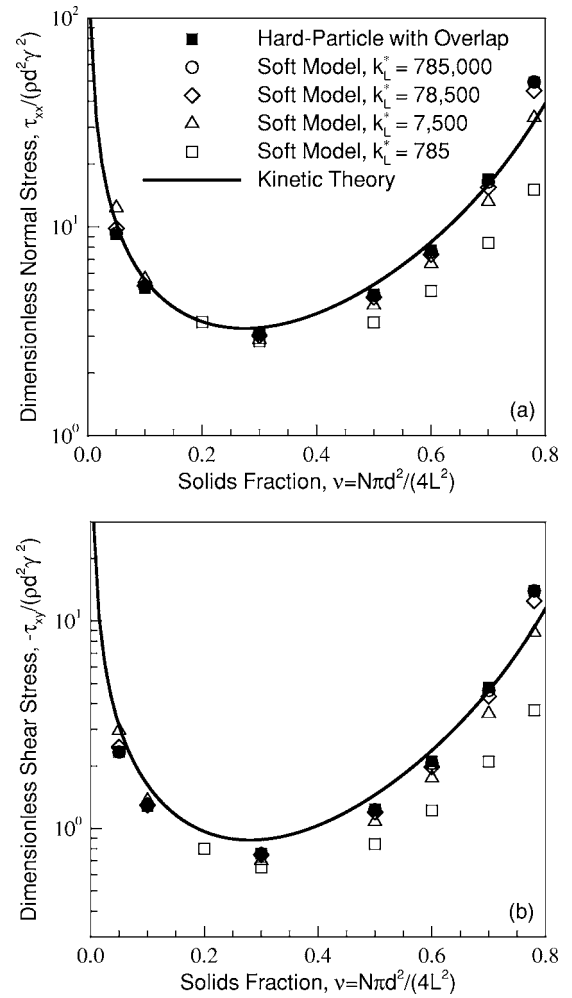 10²
10¹
10⁰
Dimensionless Normal Stress, τxx/(ρd²γ²)
Hard-Particle with Overlap
Soft Model, k*L = 785,000
Soft Model, k*L = 78,500
Soft Model, k*L = 7,500
Soft Model, k*L = 785
Kinetic Theory
(a)
0.0 0.2 0.4 0.6 0.8
Solids Fraction, ν=Nπd²/(4L²)
10¹
10⁰
Dimensionless Shear Stress, -τxy/(ρd²γ²)
(b)
0.0 0.2 0.4 0.6 0.8
Solids Fraction, ν=Nπd²/(4L²)